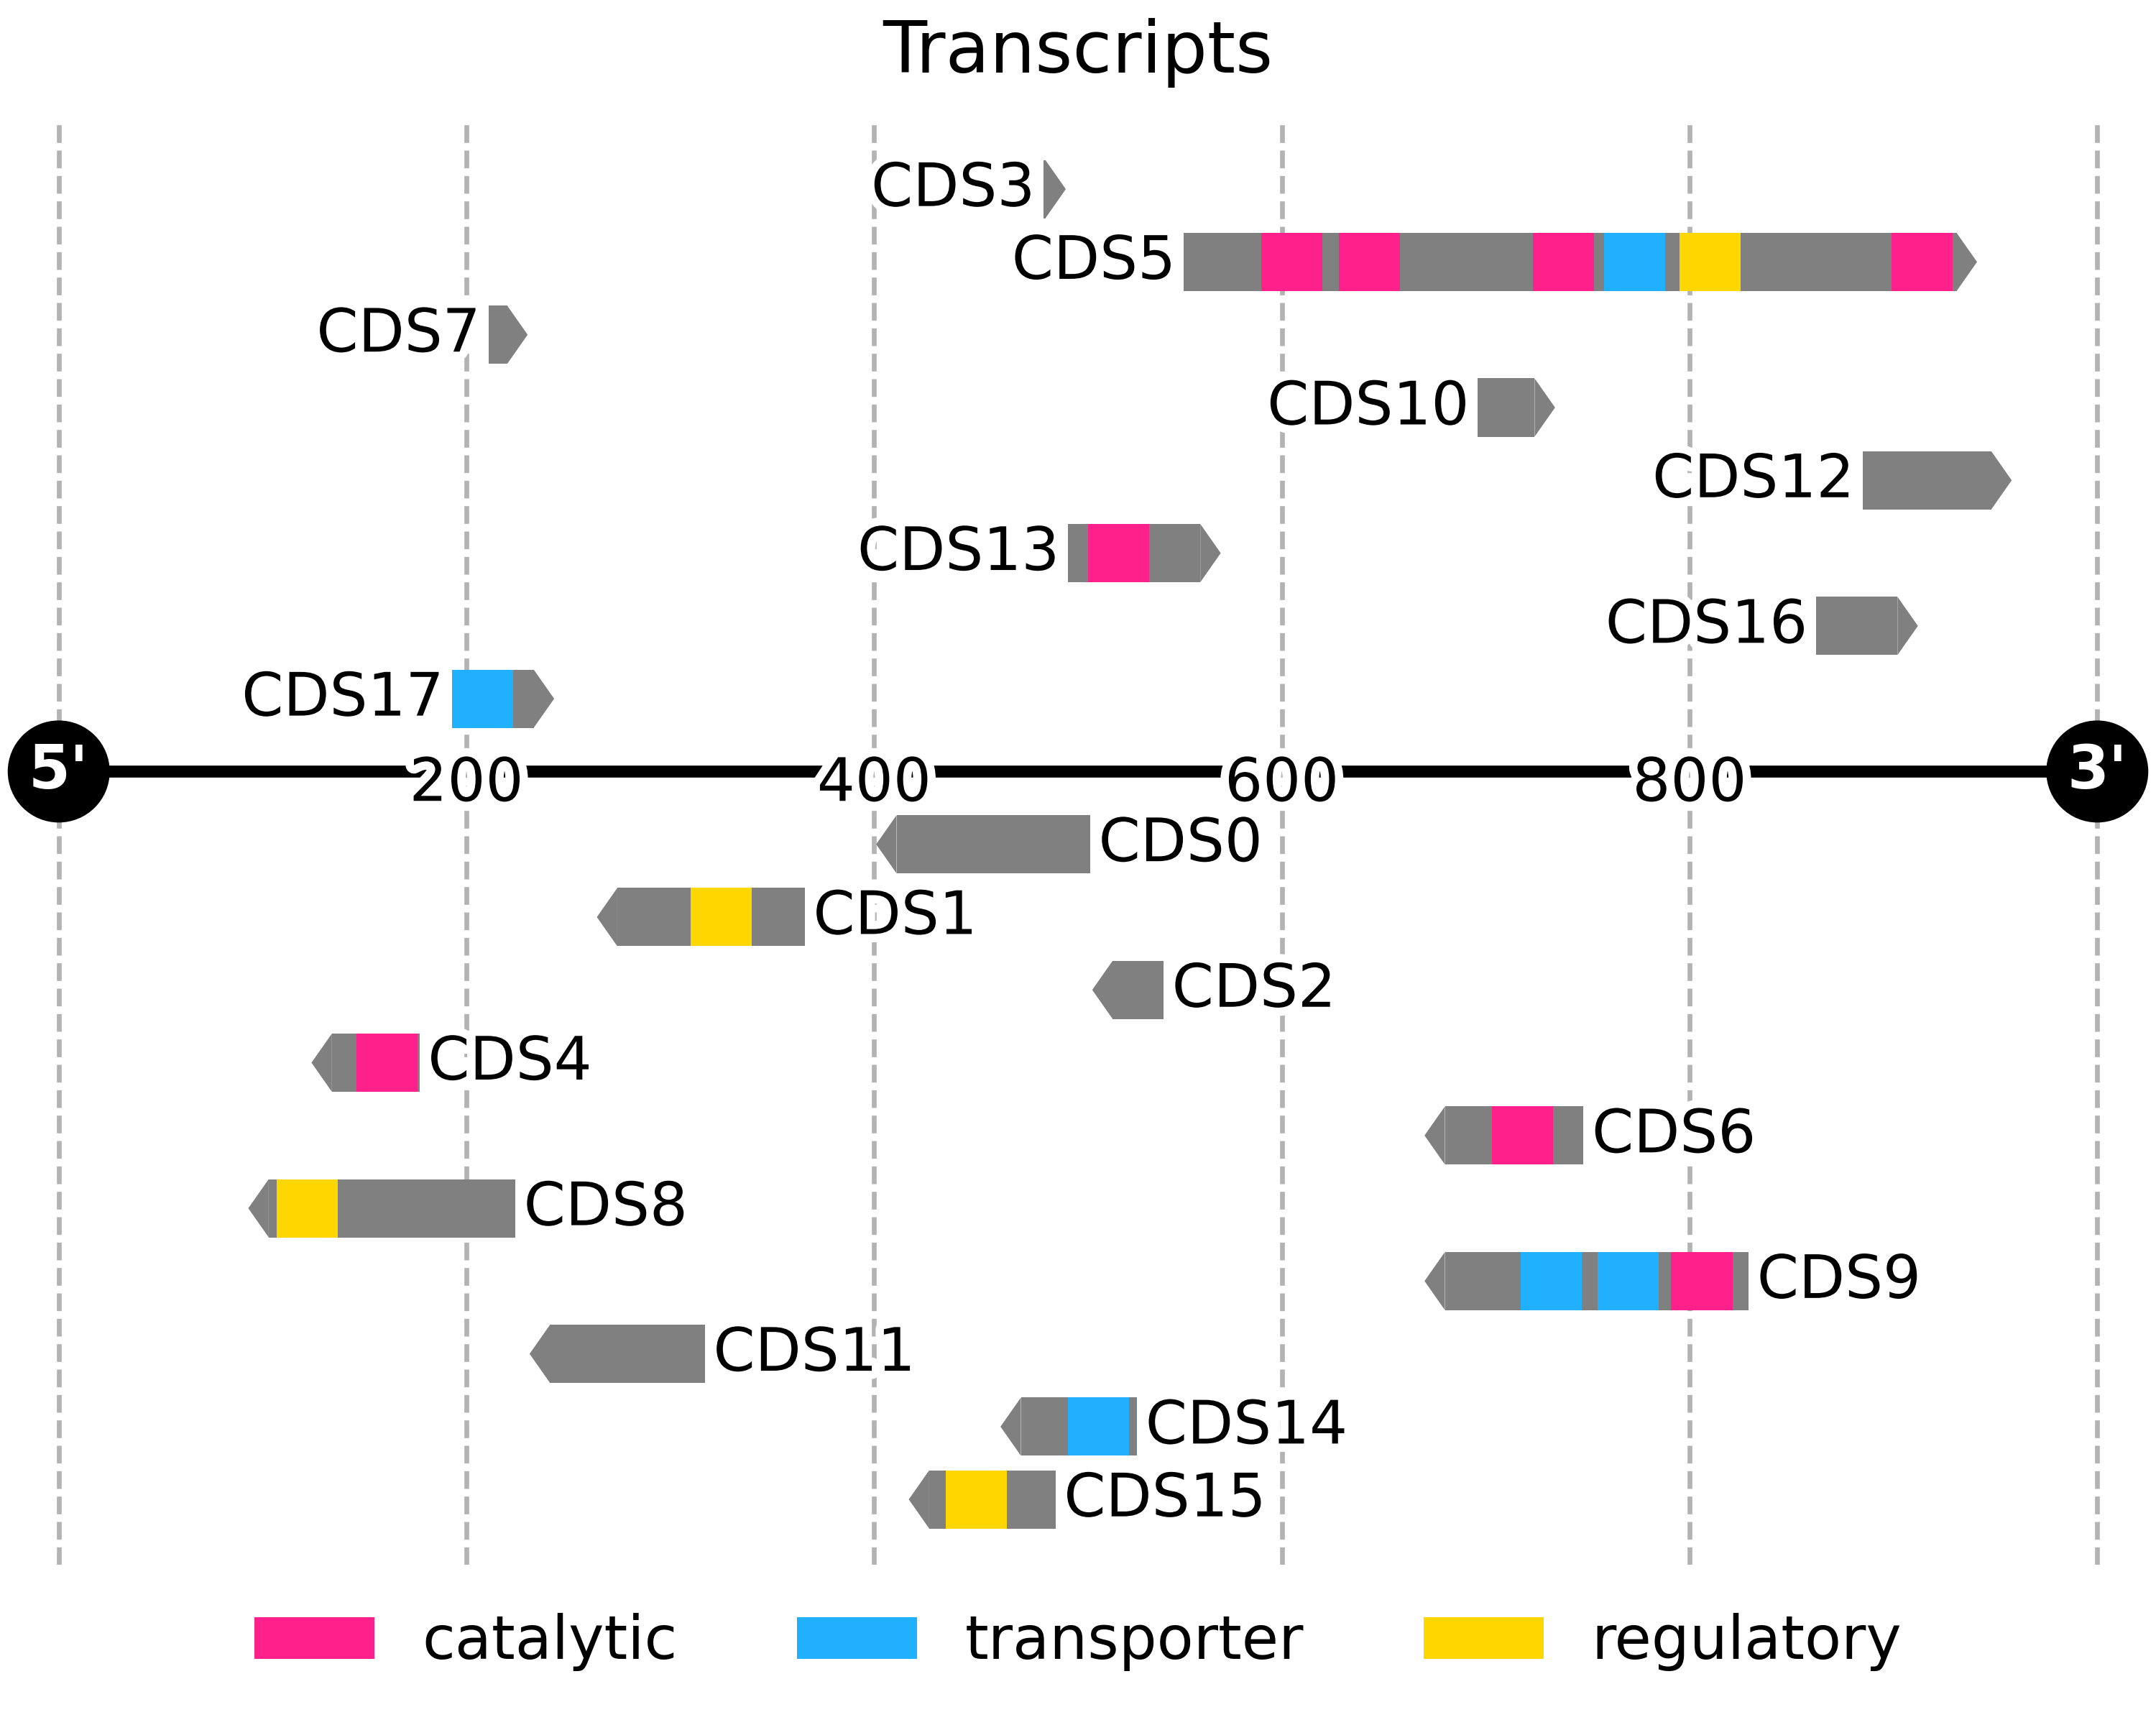 Transcripts
CDS3
CDS5
CDS7
CDS10
CDS12
CDS13
CDS16
CDS17
5' 200 400 600 800 3'
CDS0
CDS1
CDS2
CDS4
CDS6
CDS8
CDS9
CDS11
CDS14
CDS15
catalytic transporter regulatory